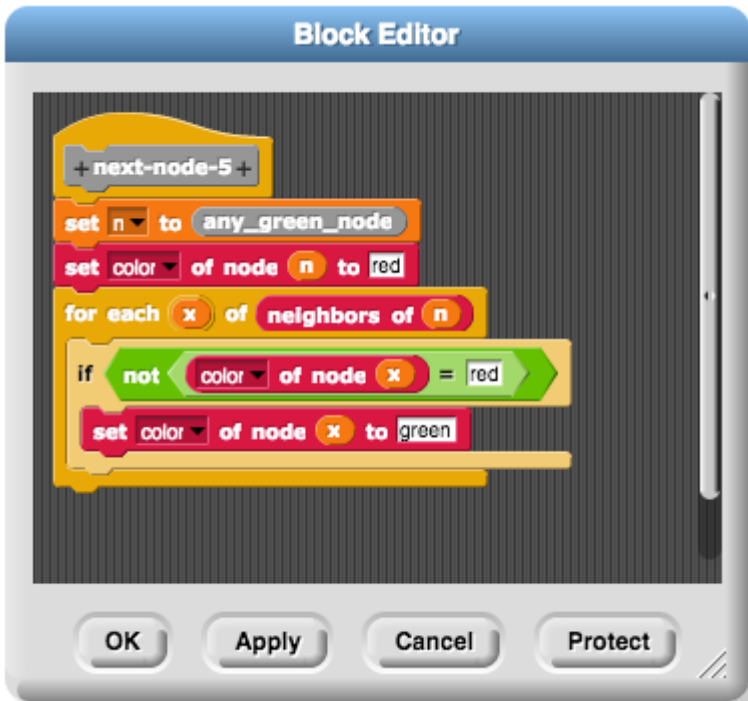 Block Editor
+ next-node-5 +
set n to any_green_node
set color of node n to red
for each x of neighbors of n
if not color of node x = red
set color of node x to green
OK Apply Cancel Protect